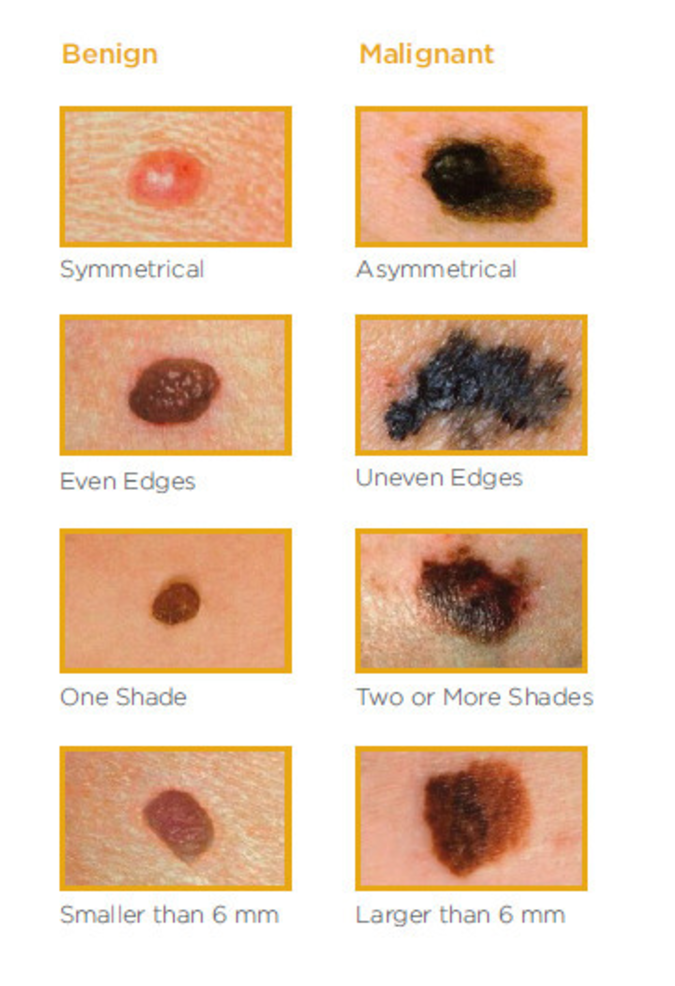 Benign Malignant
Symmetrical Asymmetrical
Even Edges Uneven Edges
One Shade Two or More Shades
Smaller than 6 mm Larger than 6 mm